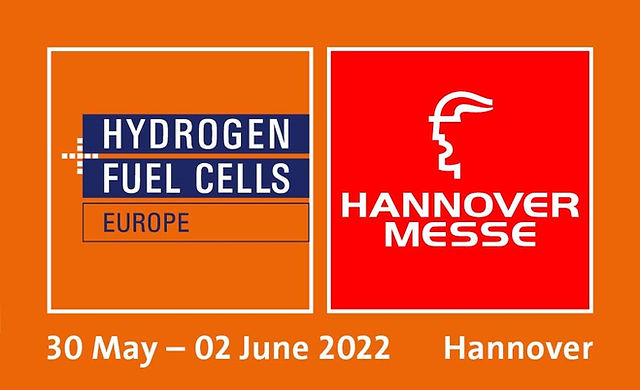 HYDROGEN
FUEL CELLS
EUROPE
HANNOVER
MESSE
30 May – 02 June 2022 Hannover